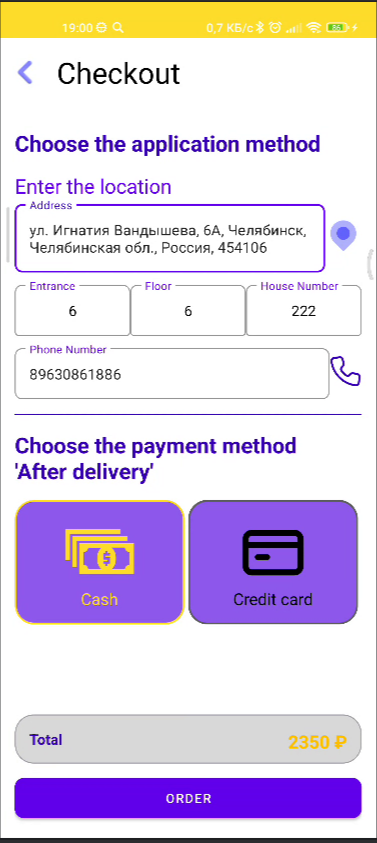 19:00
0,7 КБ/с
86
Checkout
Choose the application method
Enter the location
Address
ул. Игнатия Вандышева, 6А, Челябинск,
Челябинская обл., Россия, 454106
Entrance
Floor
House Number
6
6
222
Phone Number
89630861886
Choose the payment method
'After delivery'
Cash
Credit card
Total
2350 ₽
ORDER